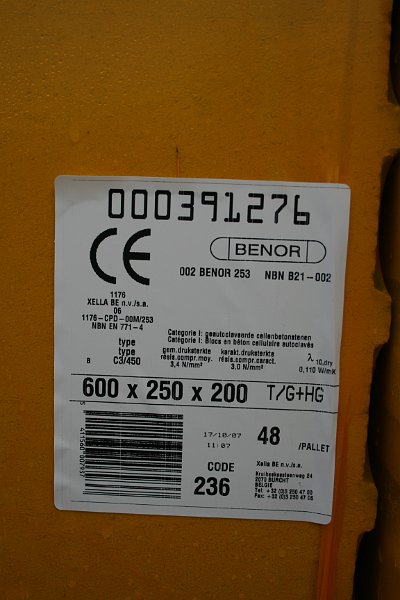 000391276
CE
BENOR
002 BENOR 253 NBN B21-002
1176
XELLA BE n.v./s.a.
06
1176-CPD-00M/253
NBN EN 771-4
Categorie I: geautoclaveerde cellenbetonstenen
Catégorie I: Blocs en béton cellulaire autoclavés
type gem.druksterkte karakt.druksterkte λ10,dry
type résis.compr.moy. résis.compr.caract.
B C3/450 3,4 N/mm² 3,0 N/mm² 0,110 W/mK
600 x 250 x 200 T/G+HG
17/10/07 48 /PALLET
11:07
CODE
236
Xella BE n.v./s.a.
2070 BURCHT
BELGIE